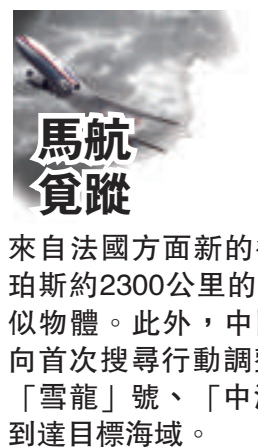 馬航
覓蹤
來自法國方面新的
珀斯約2300公里的
似物體。此外，中
向首次搜尋行動調
「雪龍」號、「中
到達目標海域。